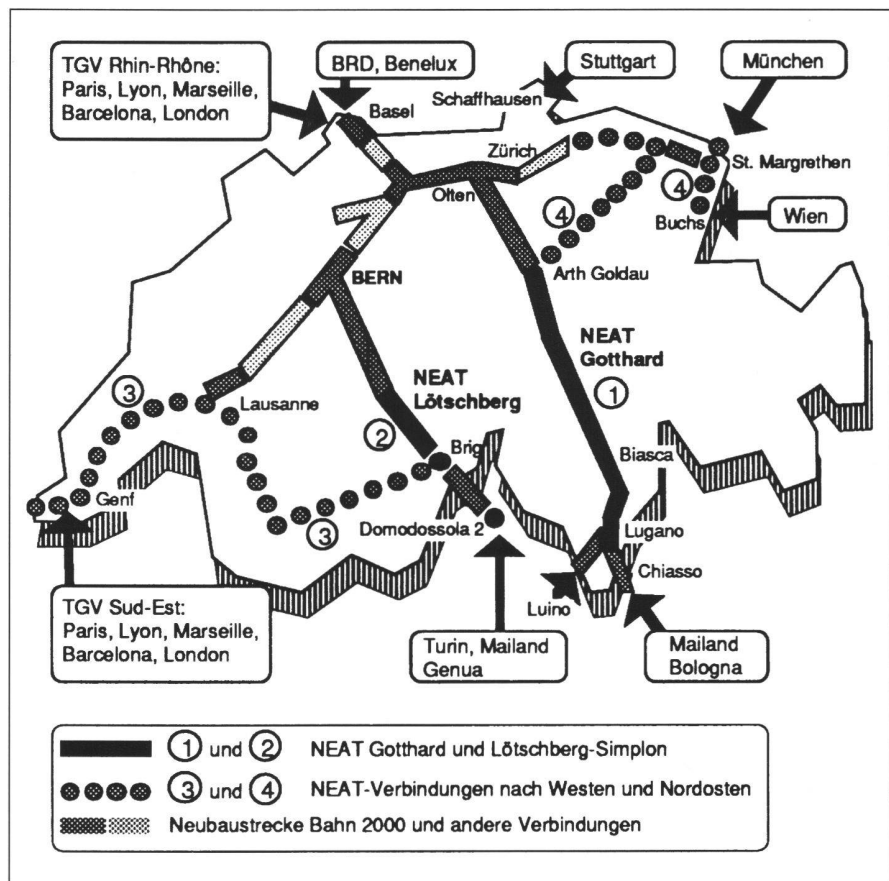 TGV Rhin-Rhône:
Paris, Lyon, Marseille,
Barcelona, London
BRD, Benelux
Stuttgart
München
Schaffhausen
Basel
Zürich
St. Margrethen
Olten
4
4
Buchs
Wien
Arth Goldau
BERN
NEAT
Gotthard
1
3
Lausanne
NEAT
Lötschberg
2
Brig
Biasca
Genf
3
Domodossola 2
Lugano
Chiasso
Luino
TGV Sud-Est:
Paris, Lyon, Marseille,
Barcelona, London
Turin, Mailand
Genua
Mailand
Bologna
1 und 2 NEAT Gotthard und Lötschberg-Simplon
3 und 4 NEAT-Verbindungen nach Westen und Nordosten
Neubaustrecke Bahn 2000 und andere Verbindungen